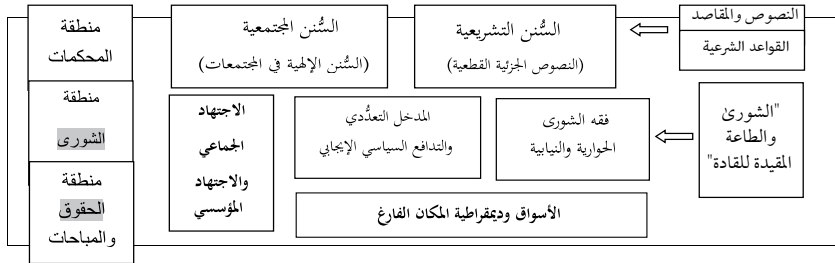 النصوص والمقاصد
القواعد الشرعية
السُّنن التشريعية
(النصوص الجزئية القطعية)
السُّنن المجتمعية
(السُّنن الإلهية في المجتمعات)
منطقة
المحكمات
"الشورىٰ
والطاعة
المقيدة للقادة"
فقه الشورى
الحوارية والنيابية
المدخل التعدُّدي
والتدافع السياسي الإيجابي
الاجتهاد
الجماعي
والاجتهاد
المؤسسي
منطقة
الشورى
الأسواق وديمقراطية المكان الفارغ
منطقة
الحقوق
والمباحات